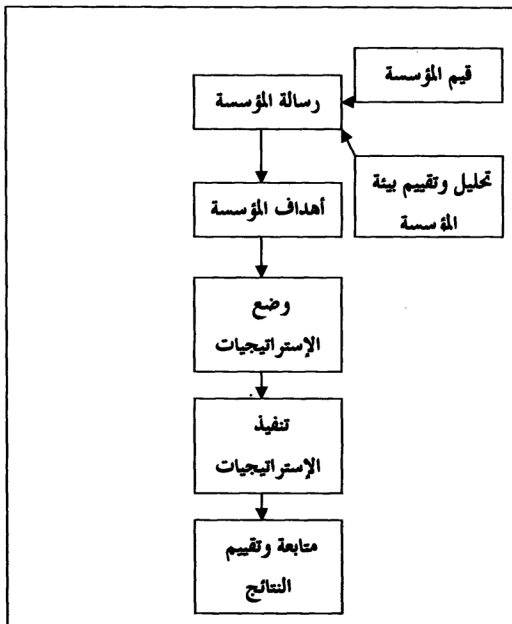 قيم المؤسسة
رسالة المؤسسة
تحليل وتقييم بيئة
المؤسسة
أهداف المؤسسة
وضع
الإستراتيجيات
تنفيذ
الإستراتيجيات
متابعة وتقييم
النتائج